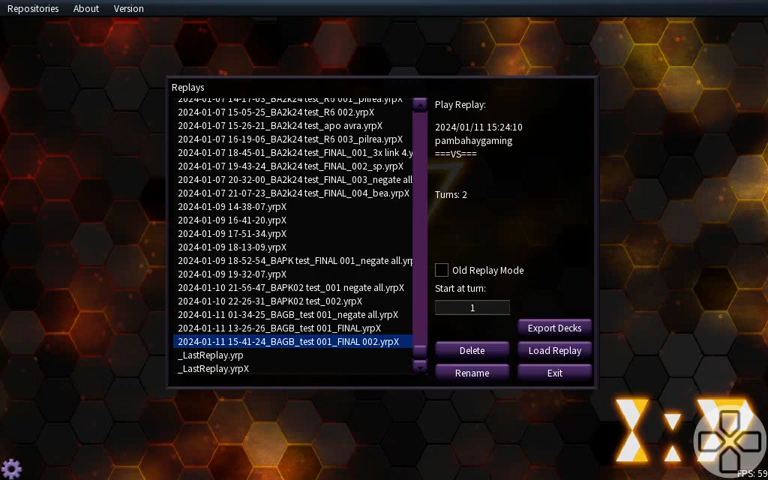 Repositories About Version
Replays
2024-01-07 14-17-03_BA2k24 test_R6 001_pilrea.yrpX
2024-01-07 15-05-25_BA2k24 test_R6 002.yrpX
2024-01-07 15-26-21_BA2k24 test_apo avra.yrpX
2024-01-07 16-19-06_BA2k24 test_R6 003_pilrea.yrpX
2024-01-07 18-45-01_BA2k24 test_FINAL_001_3x link 4.y
2024-01-07 19-43-24_BA2k24 test_FINAL_002_sp.yrpX
2024-01-07 20-32-00_BA2k24 test_FINAL_003_negate all
2024-01-07 21-07-23_BA2k24 test_FINAL_004_bea.yrpX
2024-01-09 14-38-07.yrpX
2024-01-09 16-41-20.yrpX
2024-01-09 17-51-34.yrpX
2024-01-09 18-13-09.yrpX
2024-01-09 18-52-54_BAPK test_FINAL 001_negate all.yrp
2024-01-09 19-32-07.yrpX
2024-01-10 21-56-47_BAPK02 test_001 negate all.yrpX
2024-01-10 22-26-31_BAPK02 test_002.yrpX
2024-01-11 01-34-25_BAGB_test 001_negate all.yrpX
2024-01-11 13-26-26_BAGB_test 001_FINAL.yrpX
2024-01-11 15-41-24_BAGB_test 001_FINAL 002.yrpX
_LastReplay.yrp
_LastReplay.yrpX
Play Replay:
2024/01/11 15:24:10
pambahaygaming
===VS===
Turns: 2
Old Replay Mode
Start at turn:
1
Export Decks
Delete Load Replay
Rename Exit
FPS: 59